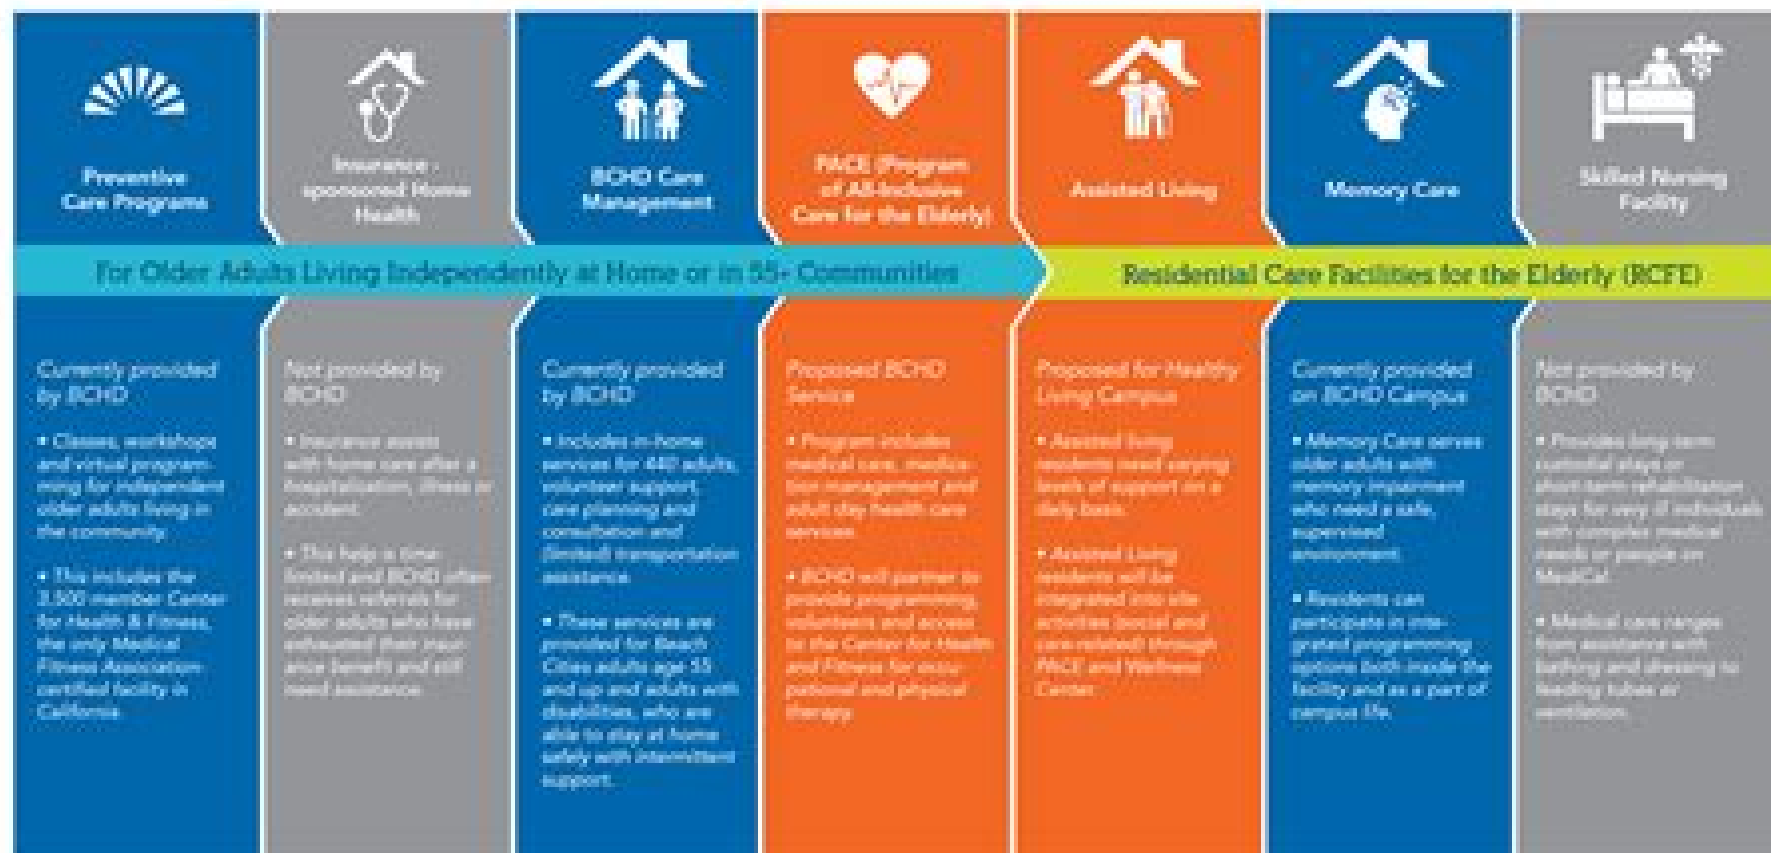 Preventive
Care Programs
Insurance -
sponsored Home
Health
BCHD Care
Management
PACE (Program
of All-Inclusive
Care for the Elderly)
Assisted Living
Memory Care
Skilled Nursing
Facility
For Older Adults Living Independently at Home or in 55+ Communities
Residential Care Facilities for the Elderly (RCFE)
Currently provided
by BCHD
• Classes, workshops
and virtual program-
ming for independent
older adults living in
the community.
• This includes the
3,500 member Center
for Health & Fitness,
the only Medical
Fitness Association-
certified facility in
California.
Not provided by
BCHD
• Insurance assists
with home care after a
hospitalization, illness or
accident.
• This help is time-
limited and BCHD often
receives referrals for
older adults who have
exhausted their insur-
ance benefit and still
need assistance.
Currently provided
by BCHD
• Includes in-home
services for 440 adults,
volunteer support,
care planning and
consultation and
(limited) transportation
assistance.
• These services are
provided for Beach
Cities adults age 55
and up and adults with
disabilities, who are
able to stay at home
safely with intermittent
support.
Proposed BCHD
Service
• Program includes
medical care, medica-
tion management and
adult day health care
services.
• BCHD will partner to
provide programming,
volunteers and access
to the Center for Health
and Fitness for occu-
pational and physical
therapy.
Proposed for Healthy
Living Campus
• Assisted living
residents need varying
levels of support on a
daily basis.
• Assisted Living
residents will be
integrated into site
activities (social and
care-related) through
PACE and Wellness
Center.
Currently provided
on BCHD Campus
• Memory Care serves
older adults with
memory impairment
who need a safe,
supervised
environment.
• Residents can
participate in inte-
grated programming
options both inside the
facility and as a part of
campus life.
Not provided by
BCHD
• Provides long-term
custodial stays or
short-term rehabilitation
stays for very ill individuals
with complex medical
needs or people on
MediCal.
• Medical care ranges
from assistance with
bathing and dressing to
feeding tubes or
ventilation.